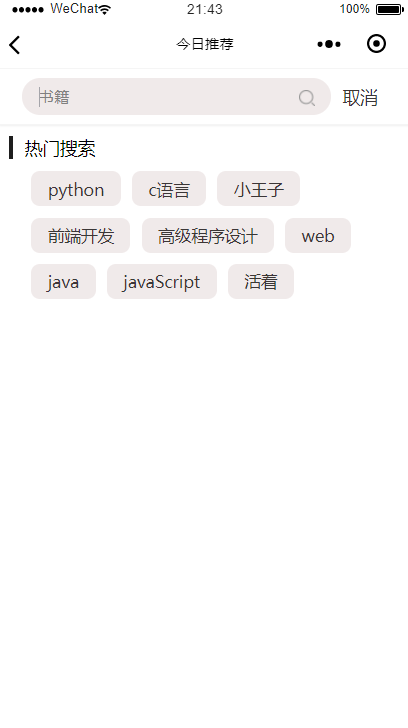 WeChat 21:43 100%
今日推荐
书籍 取消
热门搜索
python c语言 小王子
前端开发 高级程序设计 web
java javaScript 活着